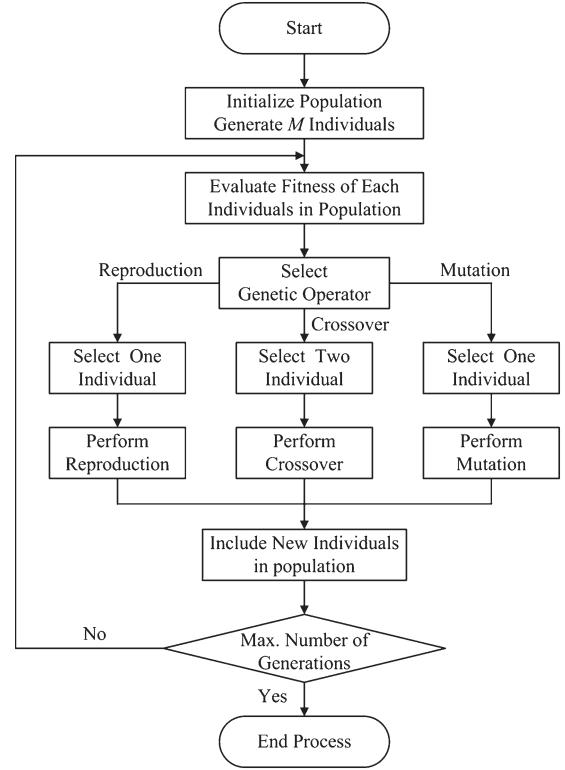 Start
Initialize Population
Generate M Individuals
Evaluate Fitness of Each
Individuals in Population
Reproduction
Select
Genetic Operator
Mutation
Crossover
Select One
Individual
Select Two
Individual
Select One
Individual
Perform
Reproduction
Perform
Crossover
Perform
Mutation
Include New Individuals
in population
No
Max. Number of
Generations
Yes
End Process